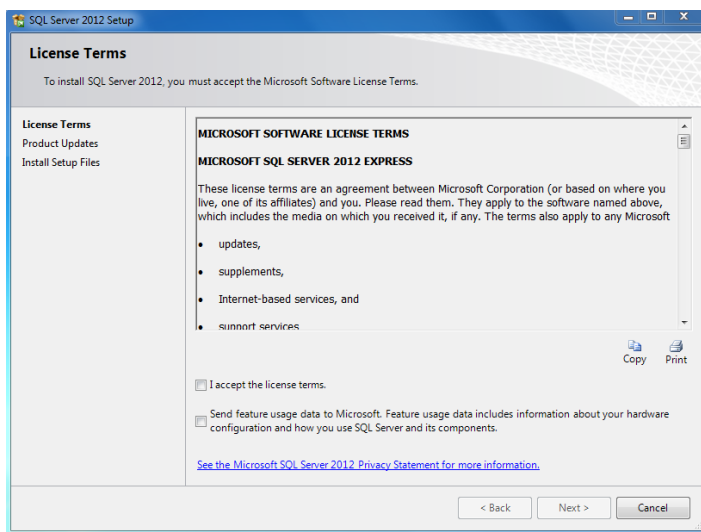 SQL Server 2012 Setup
License Terms
To install SQL Server 2012, you must accept the Microsoft Software License Terms.
License Terms
Product Updates
Install Setup Files
MICROSOFT SOFTWARE LICENSE TERMS
MICROSOFT SQL SERVER 2012 EXPRESS
These license terms are an agreement between Microsoft Corporation (or based on where you
live, one of its affiliates) and you. Please read them. They apply to the software named above,
which includes the media on which you received it, if any. The terms also apply to any Microsoft
• updates,
• supplements,
• Internet-based services, and
• support services
Copy Print
I accept the license terms.
Send feature usage data to Microsoft. Feature usage data includes information about your hardware
configuration and how you use SQL Server and its components.
See the Microsoft SQL Server 2012 Privacy Statement for more information.
< Back Next > Cancel